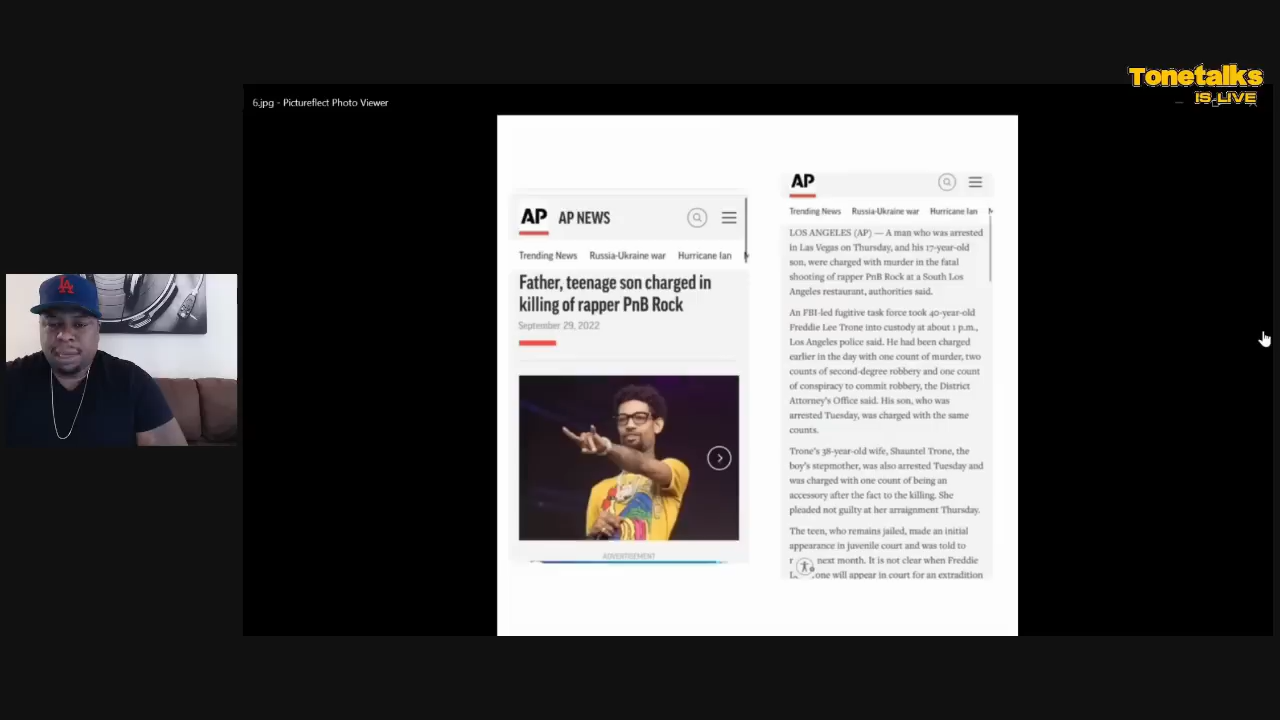 Tonetalks
IS LIVE
6.jpg - Pictureflect Photo Viewer
AP AP NEWS
Trending News Russia-Ukraine war Hurricane Ian
Father, teenage son charged in
killing of rapper PnB Rock
September 29, 2022
ADVERTISEMENT
AP
Trending News Russia-Ukraine war Hurricane Ian
LOS ANGELES (AP) — A man who was arrested
in Las Vegas on Thursday, and his 17-year-old
son, were charged with murder in the fatal
shooting of rapper PnB Rock at a South Los
Angeles restaurant, authorities said.
An FBI-led fugitive task force took 40-year-old
Freddie Lee Trone into custody at about 1 p.m.,
Los Angeles police said. He had been charged
earlier in the day with one count of murder, two
counts of second-degree robbery and one count
of conspiracy to commit robbery, the District
Attorney's Office said. His son, who was
arrested Tuesday, was charged with the same
counts.
Trone's 38-year-old wife, Shauntel Trone, the
boy's stepmother, was also arrested Tuesday and
was charged with one count of being an
accessory after the fact to the killing. She
pleaded not guilty at her arraignment Thursday.
The teen, who remains jailed, made an initial
appearance in juvenile court and was told to
next month. It is not clear when Freddie
one will appear in court for an extradition
LA